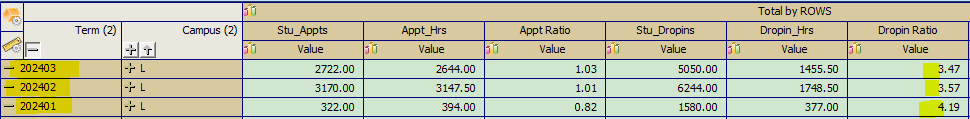 Total by ROWS
Term (2) Campus (2) Stu_Appts Appt_Hrs Appt Ratio Stu_Dropins Dropin_Hrs Dropin Ratio
Value Value Value Value Value Value
202403 L 2722.00 2644.00 1.03 5050.00 1455.50 3.47
202402 L 3170.00 3147.50 1.01 6244.00 1748.50 3.57
202401 L 322.00 394.00 0.82 1580.00 377.00 4.19